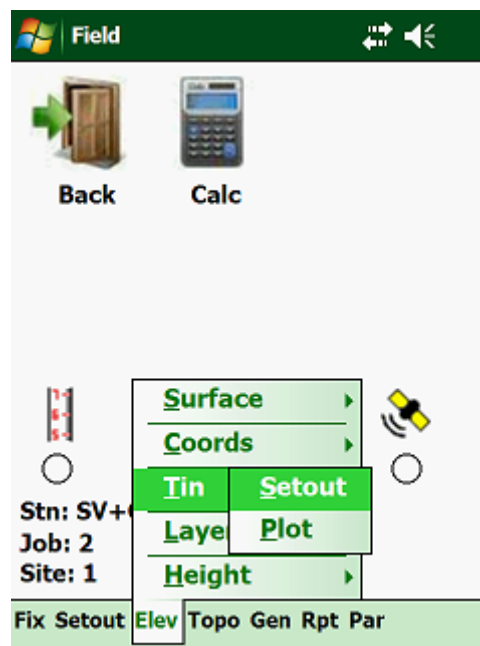 Field
Back
Calc
Surface
Coords
Tin
Setout
Plot
Laye
Height
Stn: SV+
Job: 2
Site: 1
Fix Setout Elev Topo Gen Rpt Par